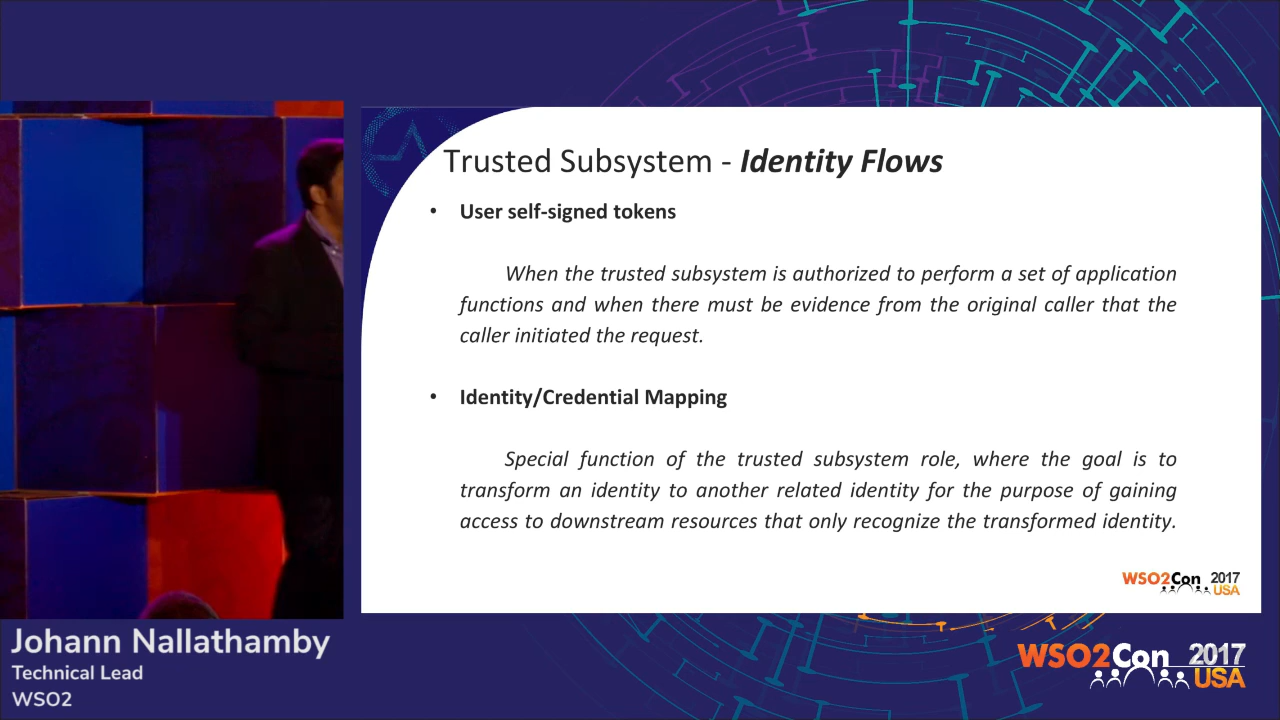 Trusted Subsystem - Identity Flows
• User self-signed tokens
When the trusted subsystem is authorized to perform a set of application
functions and when there must be evidence from the original caller that the
caller initiated the request.
• Identity/Credential Mapping
Special function of the trusted subsystem role, where the goal is to
transform an identity to another related identity for the purpose of gaining
access to downstream resources that only recognize the transformed identity.
WSO2Con 2017
USA
Johann Nallathamby
Technical Lead
WSO2
WSO2Con 2017
USA